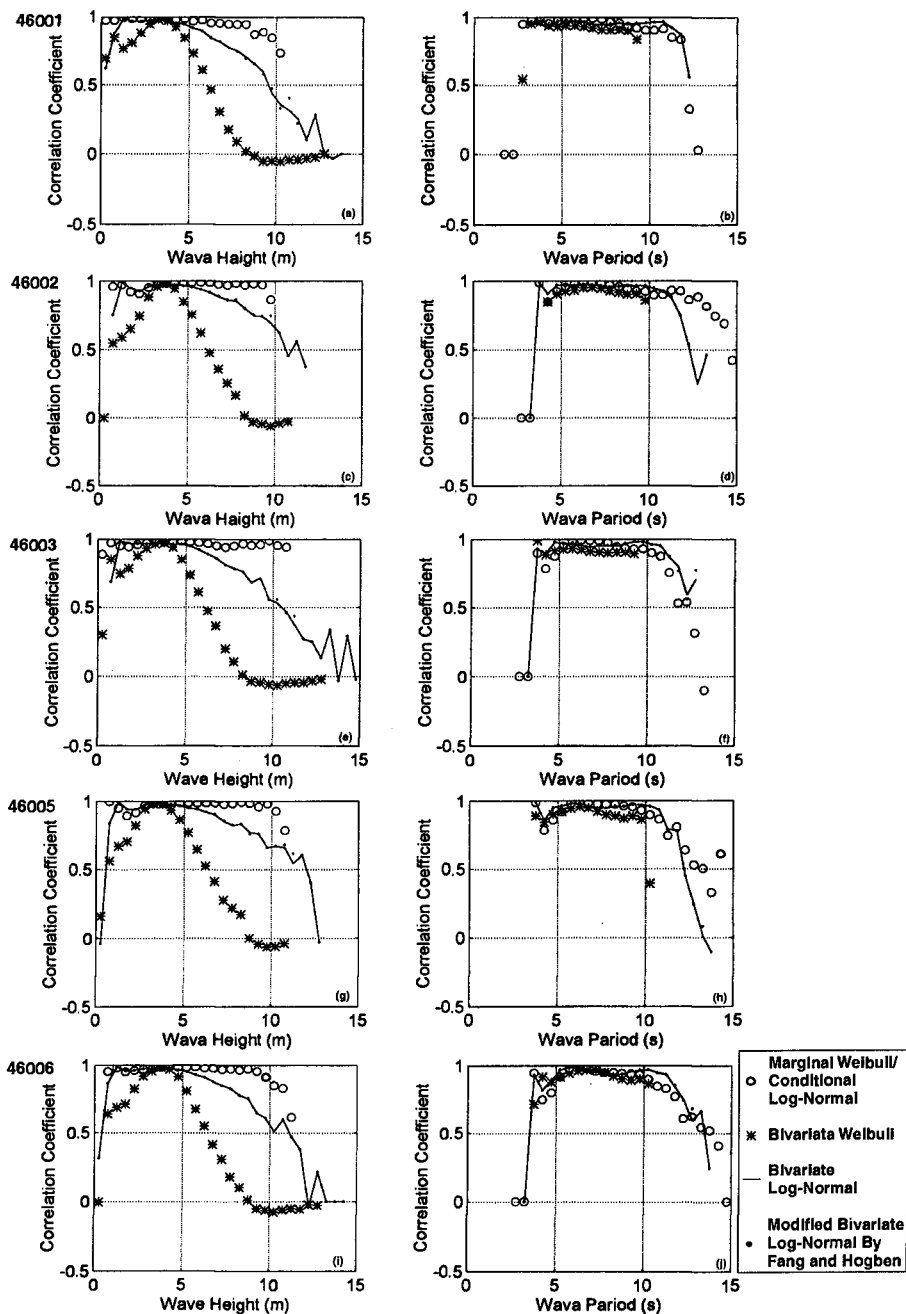 46001
Correlation Coefficient
1
0.5
0
-0.5
(a)
0 5 10 15
Wava Haight (m)
Correlation Coefficient
1
0.5
0
-0.5
(b)
0 5 10 15
Wava Period (s)
46002
Correlation Coefficient
1
0.5
0
-0.5
(c)
0 5 10 15
Wava Haight (m)
Correlation Coefficient
1
0.5
0
-0.5
(d)
0 5 10 15
Wava Pariod (s)
46003
Correlation Coefficient
1
0.5
0
-0.5
(e)
0 5 10 15
Wave Height (m)
Correlation Coefficient
1
0.5
0
-0.5
(f)
0 5 10 15
Wava Pariod (s)
46005
Correlation Coefficient
1
0.5
0
-0.5
(g)
0 5 10 15
Wave Height (m)
Correlation Coefficient
1
0.5
0
-0.5
(h)
0 5 10 15
Wava Pariod (s)
46006
Correlation Coefficient
1
0.5
0
-0.5
(i)
0 5 10 15
Wave Height (m)
Correlation Coefficient
1
0.5
0
-0.5
(j)
0 5 10 15
Wave Period (s)
Marginal Weibull/
Conditional
Log-Normal
Bivariata Weibull
Bivariate
Log-Normal
Modified Bivariate
Log-Normal By
Fang and Hogben